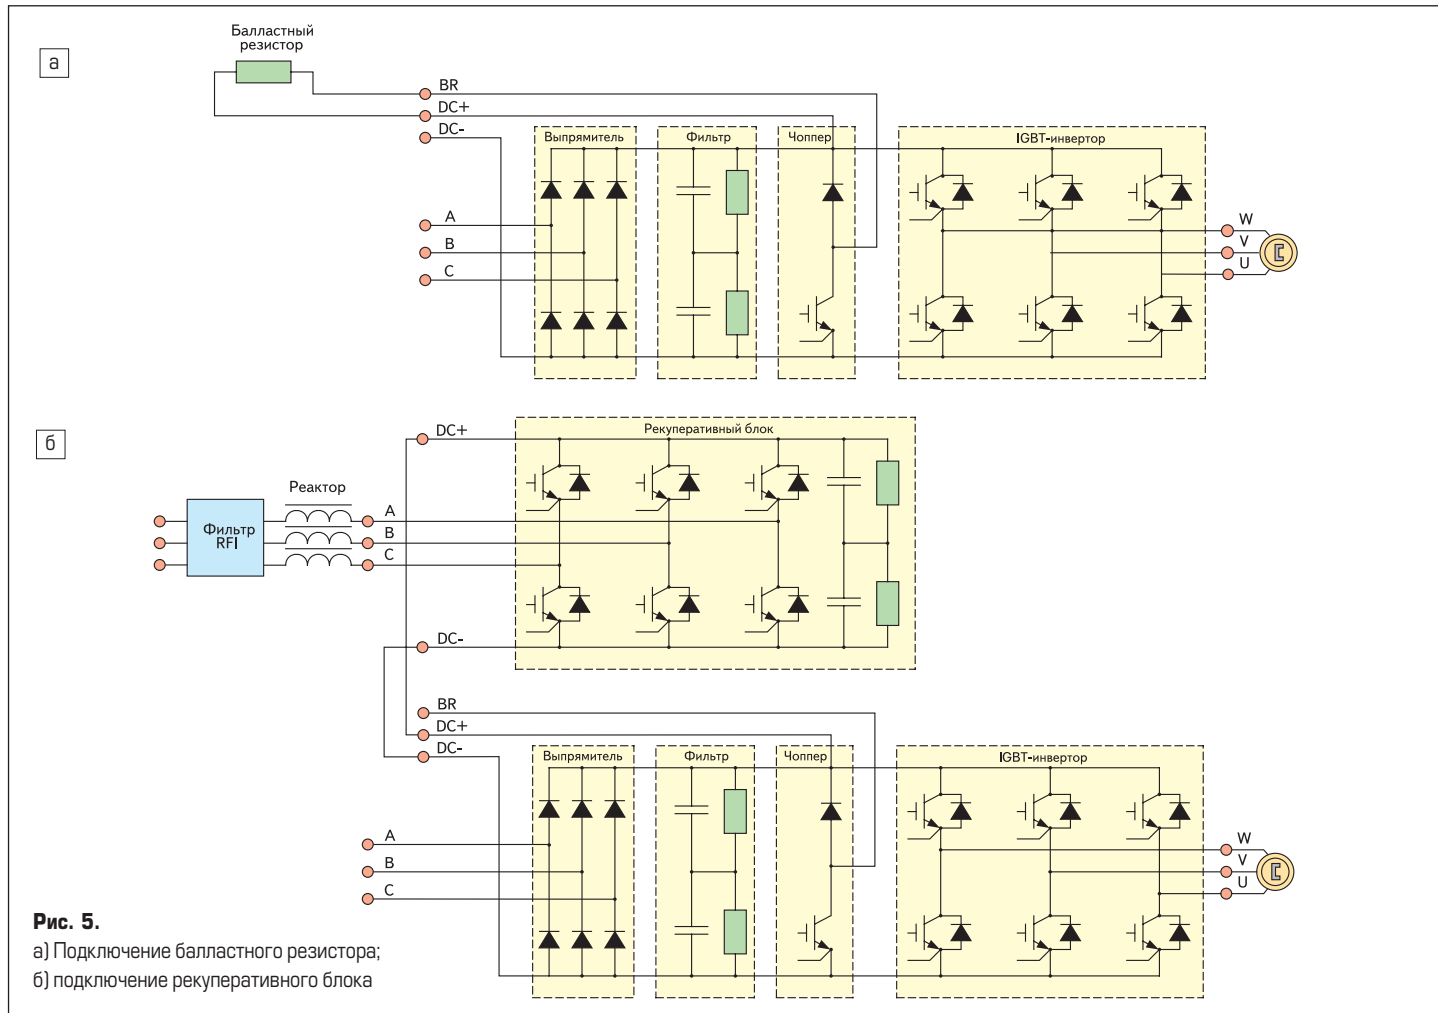 а
Балластный
резистор
BR
DC+
DC-
Выпрямитель
Фильтр
Чоппер
IGBT-инвертор
A
B
C
W
V
U
б
DC+
Рекуперативный блок
Реактор
Фильтр
RFI
A
B
C
DC-
BR
DC+
DC-
Выпрямитель
Фильтр
Чоппер
IGBT-инвертор
A
B
C
W
V
U
Рис. 5.
а) Подключение балластного резистора;
б) подключение рекуперативного блока